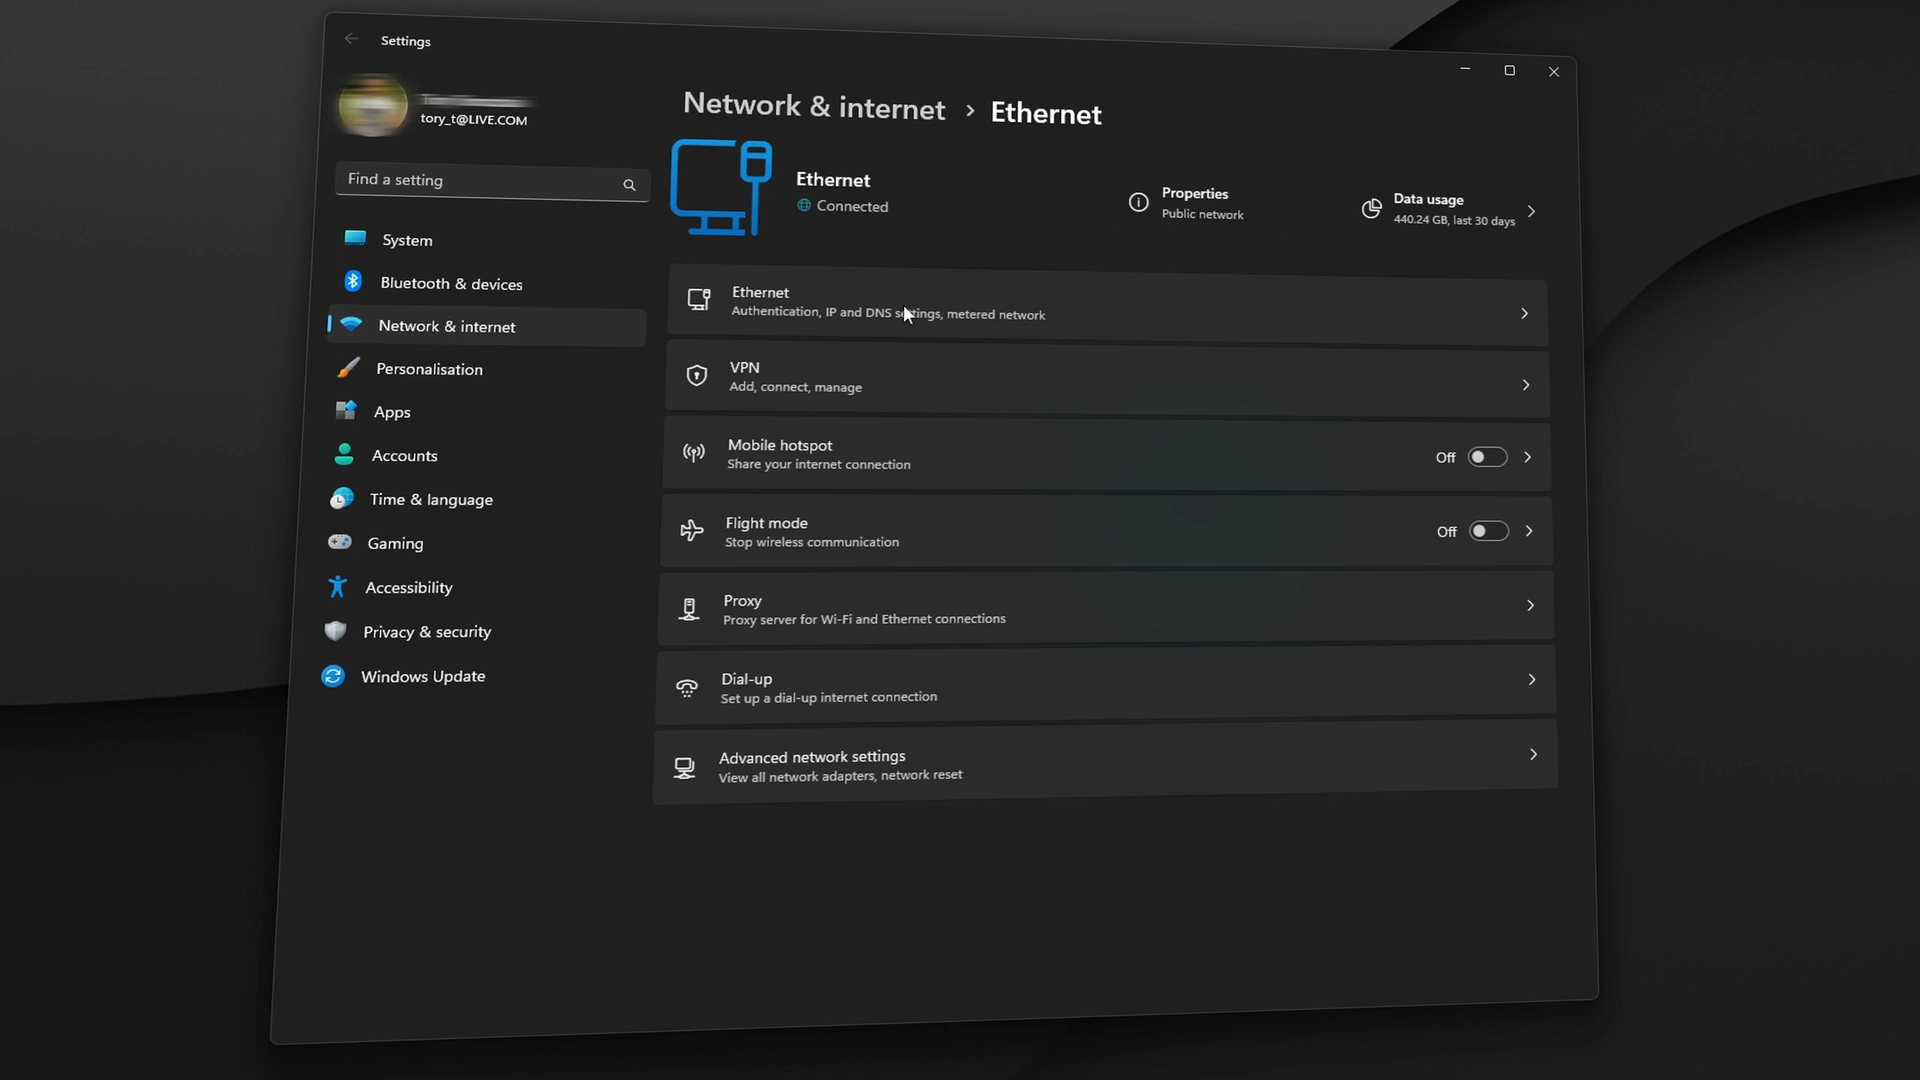 Settings
tory_t@LIVE.COM
Find a setting
System
Bluetooth & devices
Network & internet
Personalisation
Apps
Accounts
Time & language
Gaming
Accessibility
Privacy & security
Windows Update
Network & internet › Ethernet
Ethernet
Connected
Properties
Public network
Data usage
440.24 GB, last 30 days
Ethernet
Authentication, IP and DNS settings, metered network
VPN
Add, connect, manage
Mobile hotspot
Share your internet connection
Off
Flight mode
Stop wireless communication
Off
Proxy
Proxy server for Wi-Fi and Ethernet connections
Dial-up
Set up a dial-up internet connection
Advanced network settings
View all network adapters, network reset